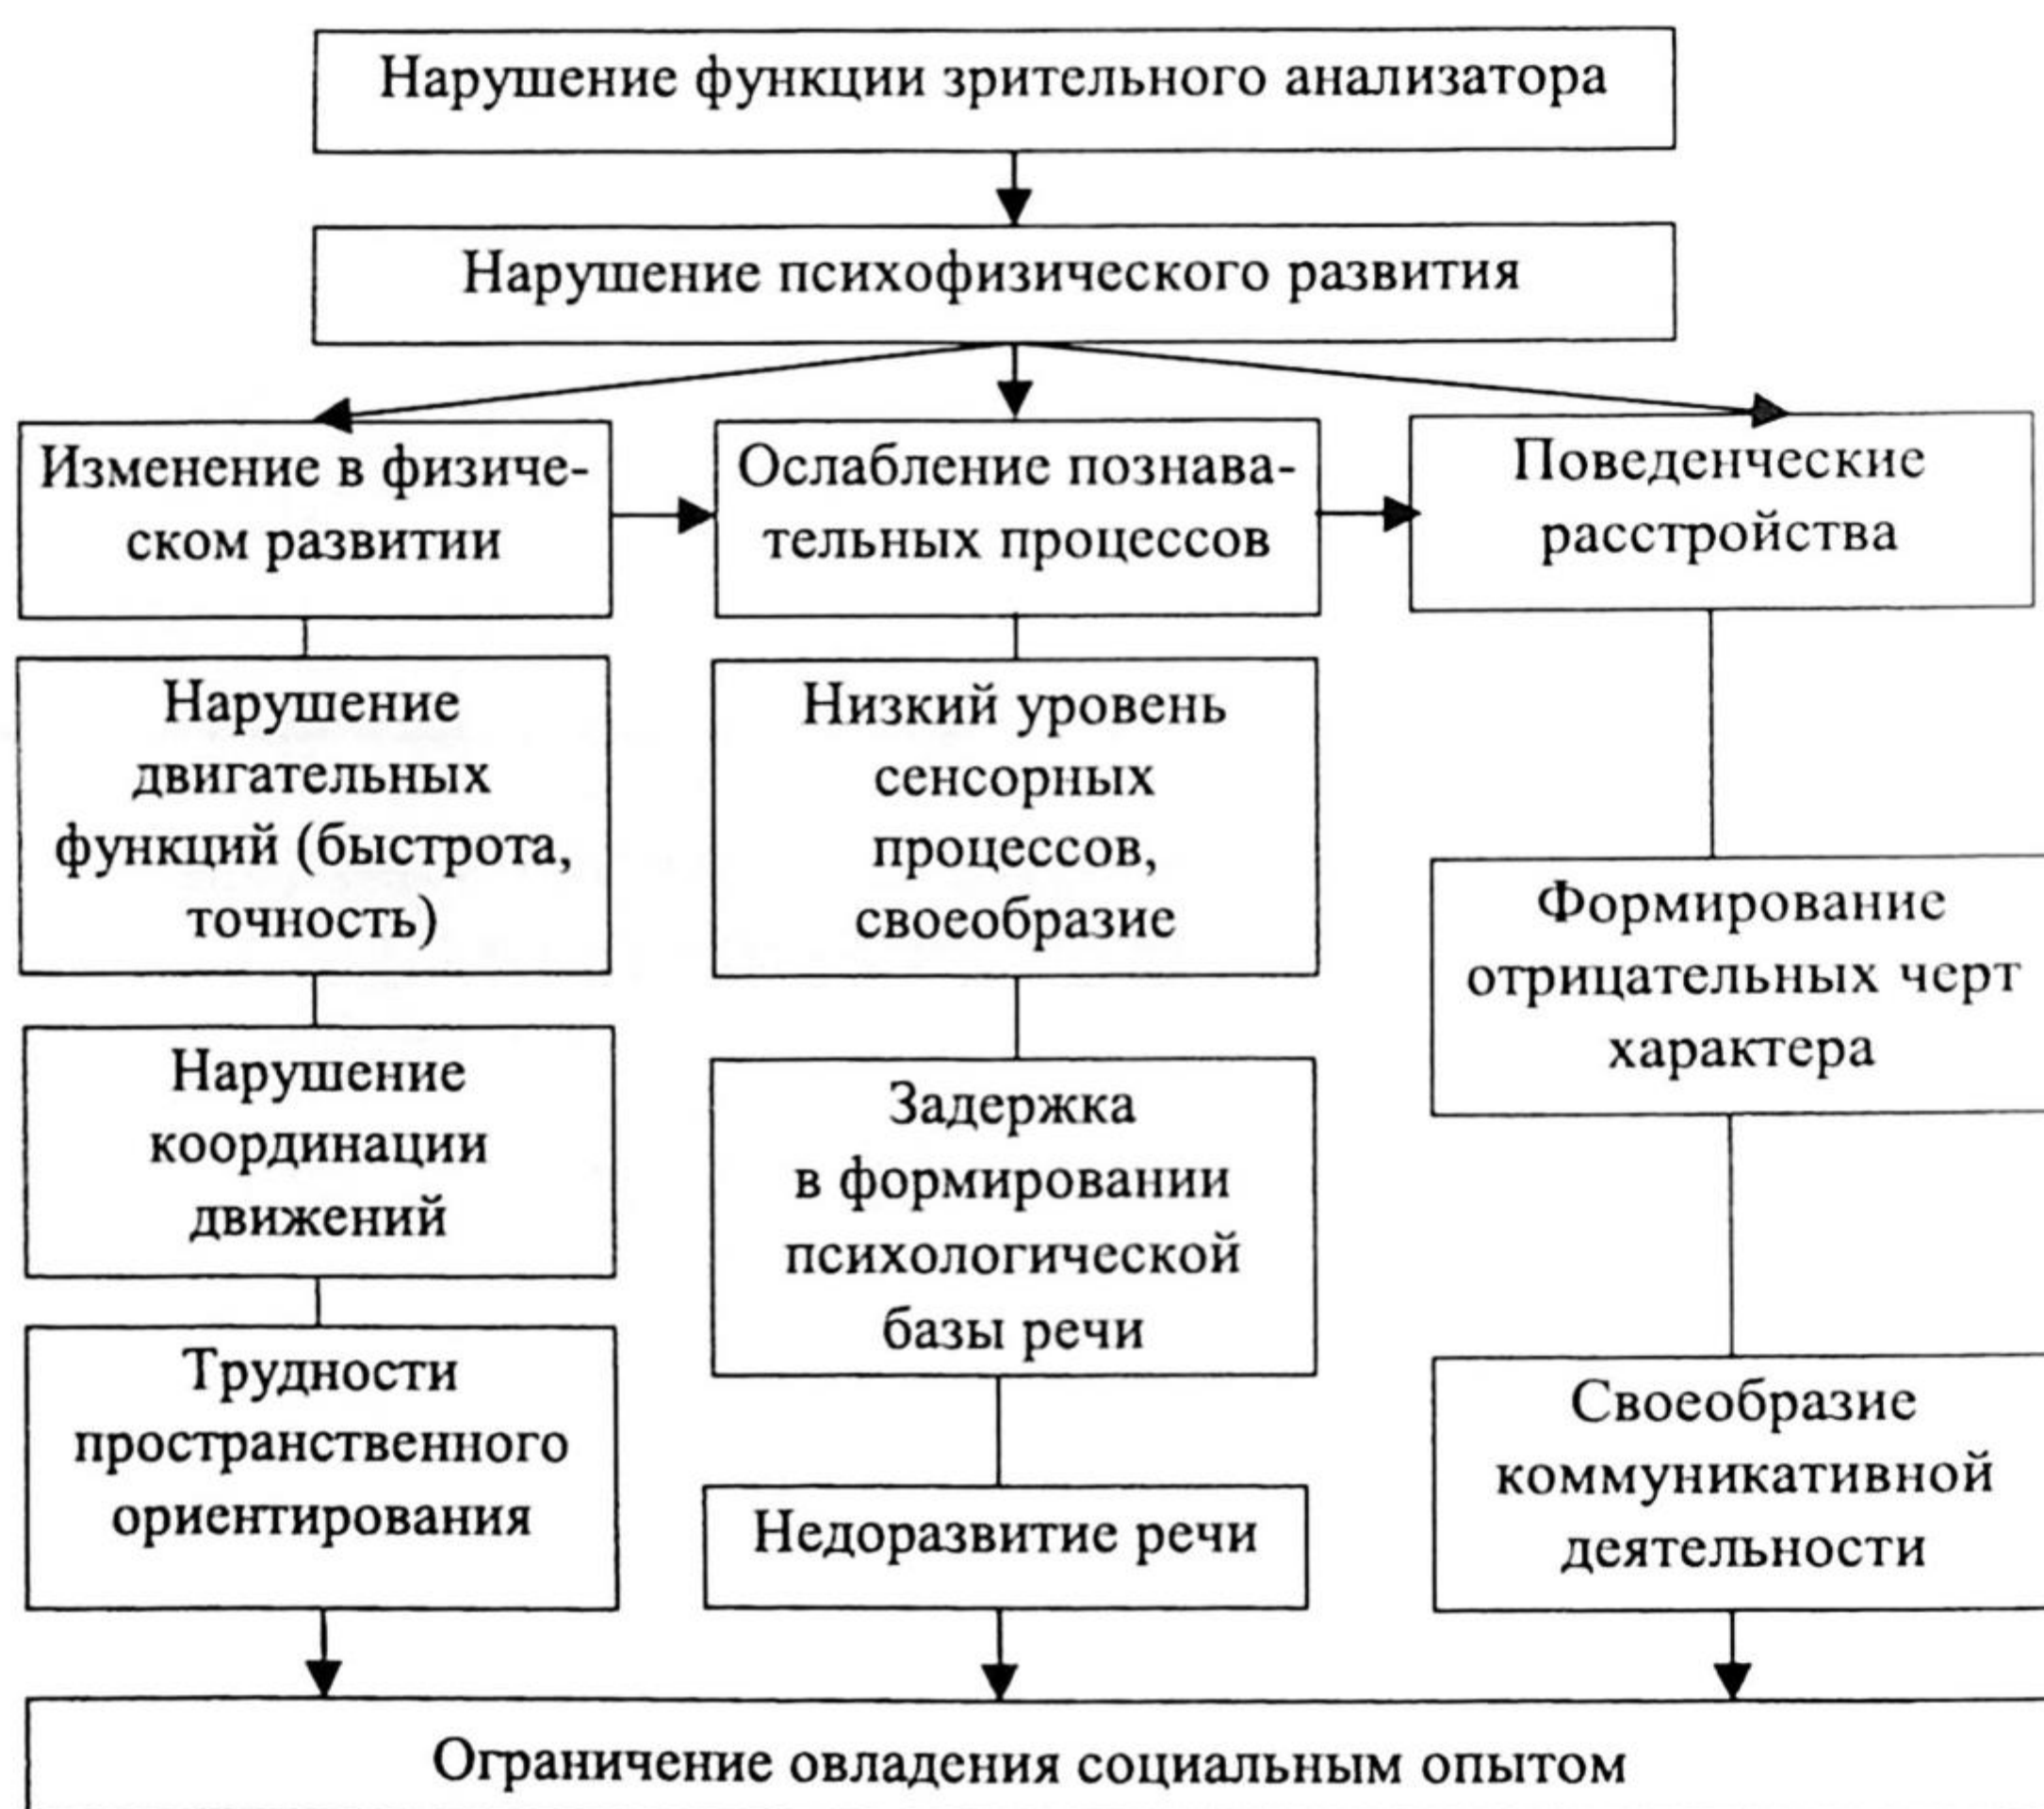 Нарушение функции зрительного анализатора
Нарушение психофизического развития
Изменение в физиче-
ском развитии
Ослабление познава-
тельных процессов
Поведенческие
расстройства
Нарушение
двигательных
функций (быстрота,
точность)
Низкий уровень
сенсорных
процессов,
своеобразие
Формирование
отрицательных черт
характера
Нарушение
координации
движений
Задержка
в формировании
психологической
базы речи
Трудности
пространственного
ориентирования
Недоразвитие речи
Своеобразие
коммуникативной
деятельности
Ограничение овладения социальным опытом